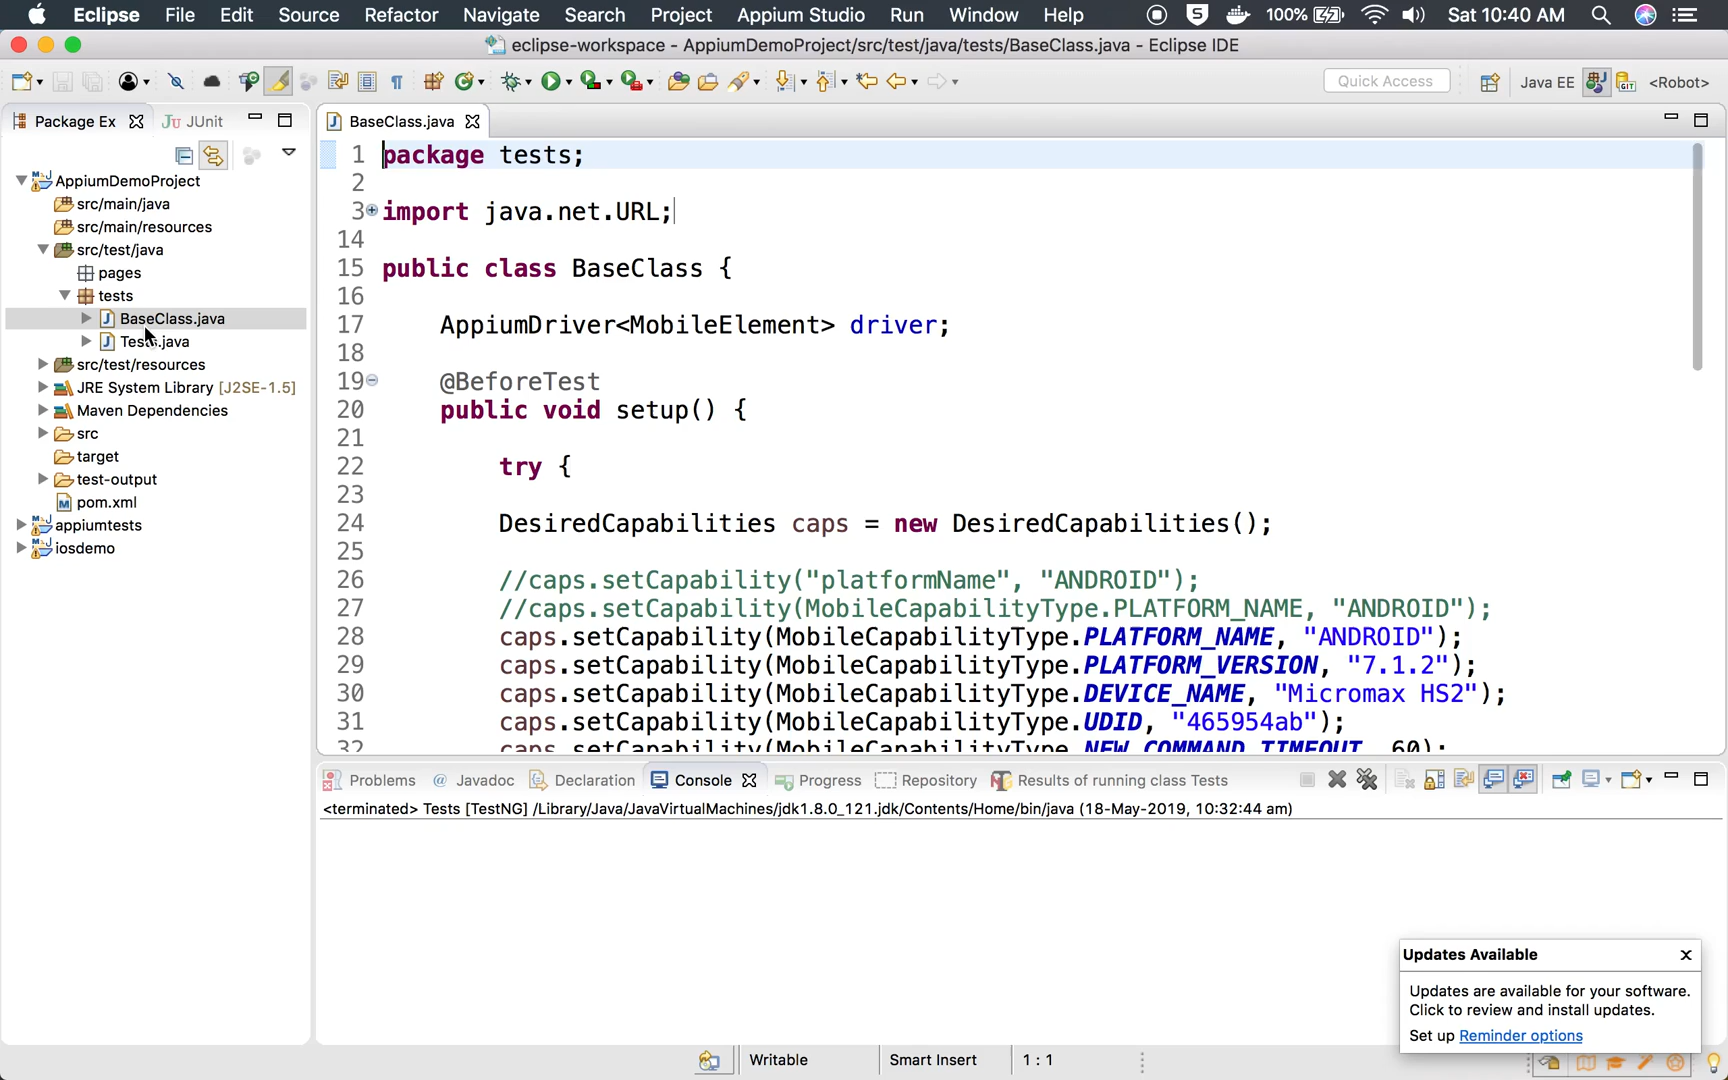 Eclipse File Edit Source Refactor Navigate Search Project Appium Studio Run Window Help 100% Sat 10:40 AM
eclipse-workspace - AppiumDemoProject/src/test/java/tests/BaseClass.java - Eclipse IDE
Quick Access Java EE <Robot>
Package Ex JUnit BaseClass.java
AppiumDemoProject
src/main/java
src/main/resources
src/test/java
pages
tests
BaseClass.java
Tests.java
src/test/resources
JRE System Library [J2SE-1.5]
Maven Dependencies
src
target
test-output
pom.xml
appiumtests
iosdemo
1 package tests;
2
3 import java.net.URL;
14
15 public class BaseClass {
16
17 AppiumDriver<MobileElement> driver;
18
19 @BeforeTest
20 public void setup() {
21
22 try {
23
24 DesiredCapabilities caps = new DesiredCapabilities();
25
26 //caps.setCapability("platformName", "ANDROID");
27 //caps.setCapability(MobileCapabilityType.PLATFORM_NAME, "ANDROID");
28 caps.setCapability(MobileCapabilityType.PLATFORM_NAME, "ANDROID");
29 caps.setCapability(MobileCapabilityType.PLATFORM_VERSION, "7.1.2");
30 caps.setCapability(MobileCapabilityType.DEVICE_NAME, "Micromax HS2");
31 caps.setCapability(MobileCapabilityType.UDID, "465954ab");
32 caps.setCapability(MobileCapabilityType.NEW_COMMAND_TIMEOUT, 60);
Problems Javadoc Declaration Console Progress Repository Results of running class Tests
<terminated> Tests [TestNG] /Library/Java/JavaVirtualMachines/jdk1.8.0_121.jdk/Contents/Home/bin/java (18-May-2019, 10:32:44 am)
Updates Available
Updates are available for your software.
Click to review and install updates.
Set up Reminder options
Writable Smart Insert 1 : 1